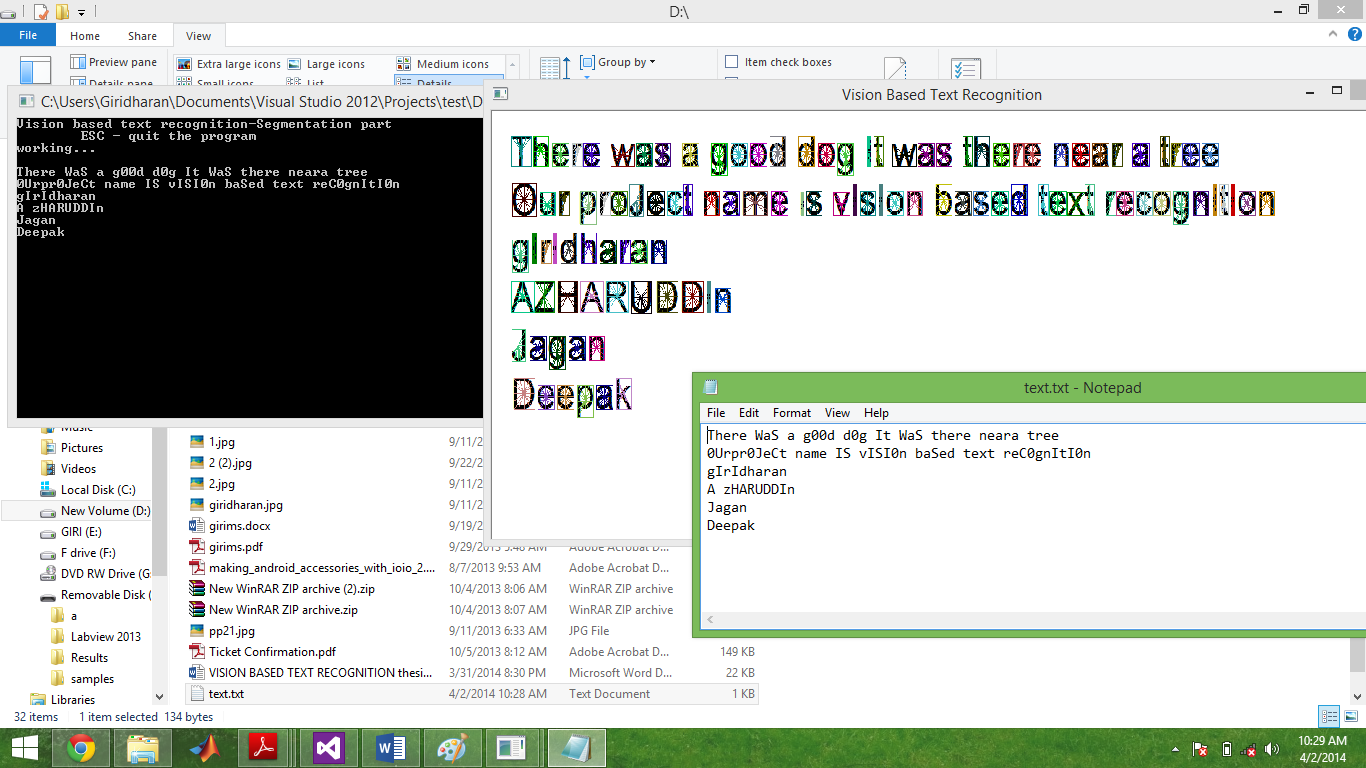 D:\
File Home Share View
Preview pane
Details pane
Extra large icons Large icons Medium icons
Small icons List Details
Group by
Item check boxes
C:\Users\Giridharan\Documents\Visual Studio 2012\Projects\test\D
Vision based text recognition-Segmentation part
ESC - quit the program
working...
There WaS a g00d d0g It WaS there neara tree
0Urpr0JeCt name IS vISI0n baSed text reC0gnItI0n
gIrIdharan
A zHARUDDIn
Jagan
Deepak
Vision Based Text Recognition
There was a good dog It was there near a tree
Our project name is vision based text recognition
gIrIdharan
AZHARUDDIn
Jagan
Deepak
text.txt - Notepad
File Edit Format View Help
There WaS a g00d d0g It WaS there neara tree
0Urpr0JeCt name IS vISI0n baSed text reC0gnItI0n
gIrIdharan
A zHARUDDIn
Jagan
Deepak
Music
Pictures
Videos
Local Disk (C:)
New Volume (D:)
GIRI (E:)
F drive (F:)
DVD RW Drive (G:
Removable Disk (
a
Labview 2013
Results
samples
Libraries
1.jpg 9/11/
2 (2).jpg 9/22/
2.jpg 9/11/
giridharan.jpg 9/11/
girims.docx 9/19/
girims.pdf 9/29/2013 5:48 AM Adobe Acrobat D...
making_android_accessories_with_ioio_2.... 8/7/2013 9:53 AM Adobe Acrobat D...
New WinRAR ZIP archive (2).zip 10/4/2013 8:06 AM WinRAR ZIP archive
New WinRAR ZIP archive.zip 10/4/2013 8:07 AM WinRAR ZIP archive
pp21.jpg 9/11/2013 6:33 AM JPG File
Ticket Confirmation.pdf 10/5/2013 8:12 AM Adobe Acrobat D... 149 KB
VISION BASED TEXT RECOGNITION thesi... 3/31/2014 8:30 PM Microsoft Word D... 22 KB
text.txt 4/2/2014 10:28 AM Text Document 1 KB
32 items 1 item selected 134 bytes
10:29 AM
4/2/2014